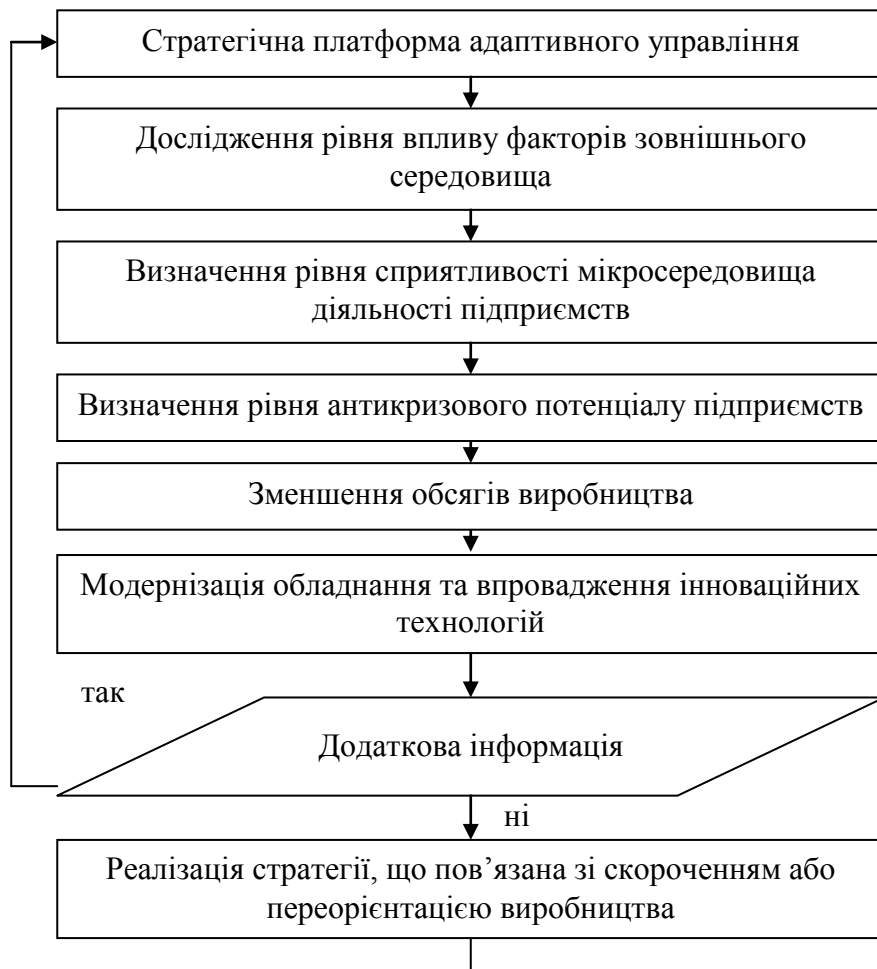 Стратегічна платформа адаптивного управління
Дослідження рівня впливу факторів зовнішнього
середовища
Визначення рівня сприятливості мікросередовища
діяльності підприємств
Визначення рівня антикризового потенціалу підприємств
Зменшення обсягів виробництва
Модернізація обладнання та впровадження інноваційних
технологій
так
Додаткова інформація
ні
Реалізація стратегії, що пов’язана зі скороченням або
переорієнтацією виробництва